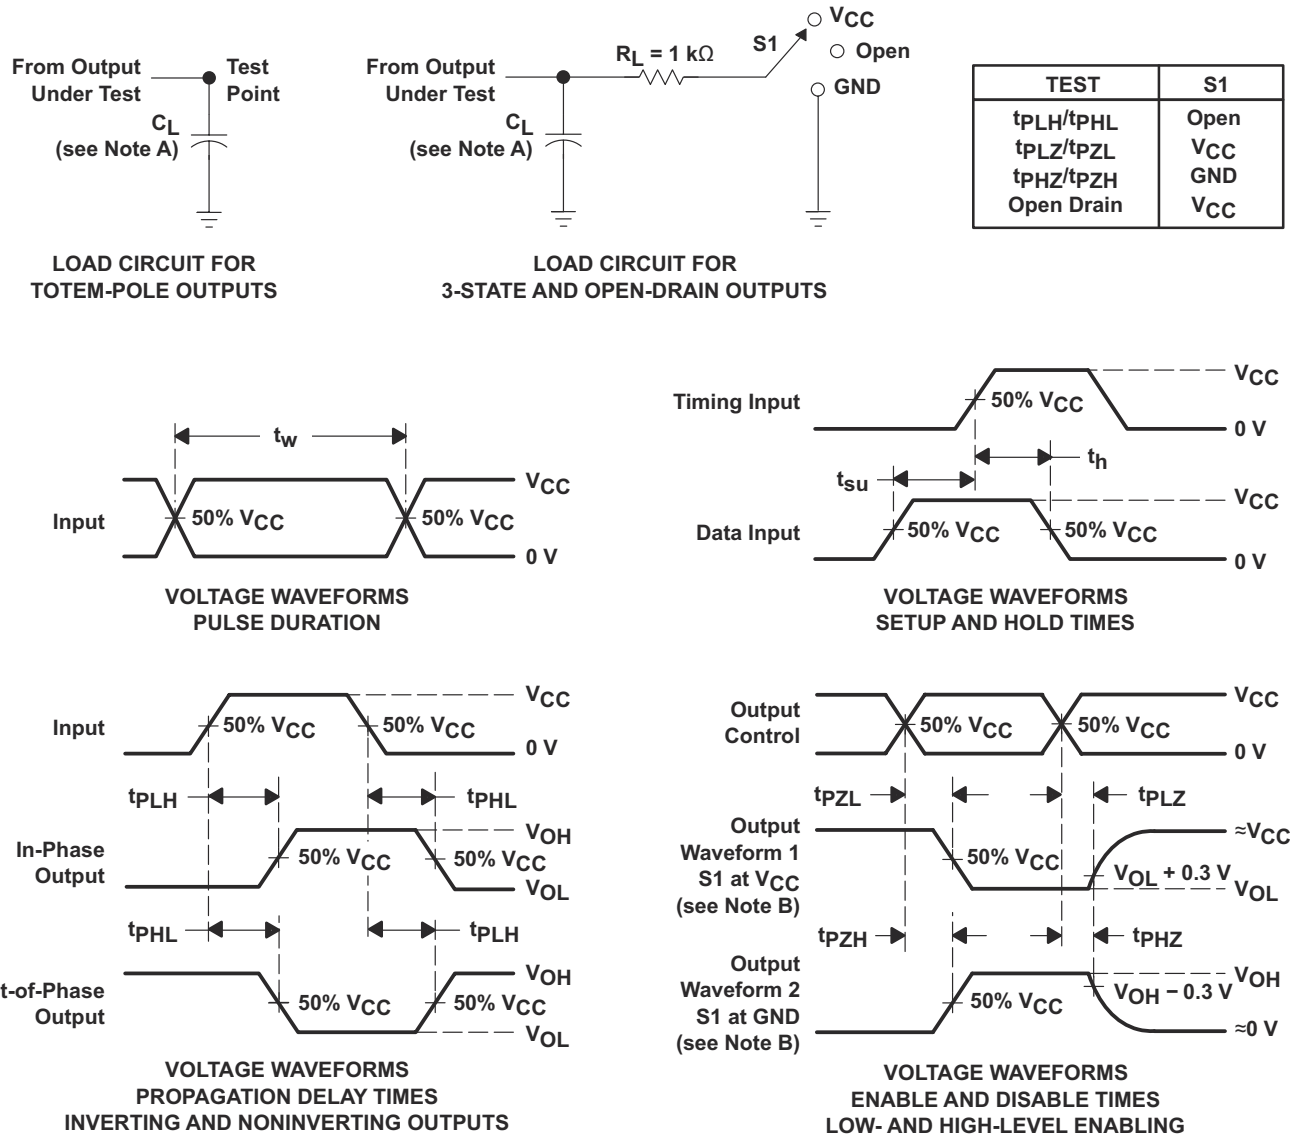 From Output
Under Test
Test
Point
CL
(see Note A)
LOAD CIRCUIT FOR
TOTEM-POLE OUTPUTS
From Output
Under Test
RL = 1 kΩ
S1
VCC
Open
GND
CL
(see Note A)
LOAD CIRCUIT FOR
3-STATE AND OPEN-DRAIN OUTPUTS
TEST S1
tPLH/tPHL Open
tPLZ/tPZL VCC
tPHZ/tPZH GND
Open Drain VCC
tw
Input
50% VCC
50% VCC
VCC
0 V
VOLTAGE WAVEFORMS
PULSE DURATION
Timing Input
50% VCC
VCC
0 V
tsu
th
Data Input
50% VCC
50% VCC
VCC
0 V
VOLTAGE WAVEFORMS
SETUP AND HOLD TIMES
Input
50% VCC
50% VCC
VCC
0 V
tPLH
tPHL
In-Phase
Output
50% VCC
50% VCC
VOH
VOL
tPHL
tPLH
t-of-Phase
Output
50% VCC
50% VCC
VOH
VOL
VOLTAGE WAVEFORMS
PROPAGATION DELAY TIMES
INVERTING AND NONINVERTING OUTPUTS
Output
Control
50% VCC
50% VCC
VCC
0 V
tPZL
tPLZ
Output
Waveform 1
S1 at VCC
(see Note B)
50% VCC
VOL + 0.3 V
≈VCC
VOL
tPZH
tPHZ
Output
Waveform 2
S1 at GND
(see Note B)
50% VCC
VOH − 0.3 V
VOH
≈0 V
VOLTAGE WAVEFORMS
ENABLE AND DISABLE TIMES
LOW- AND HIGH-LEVEL ENABLING